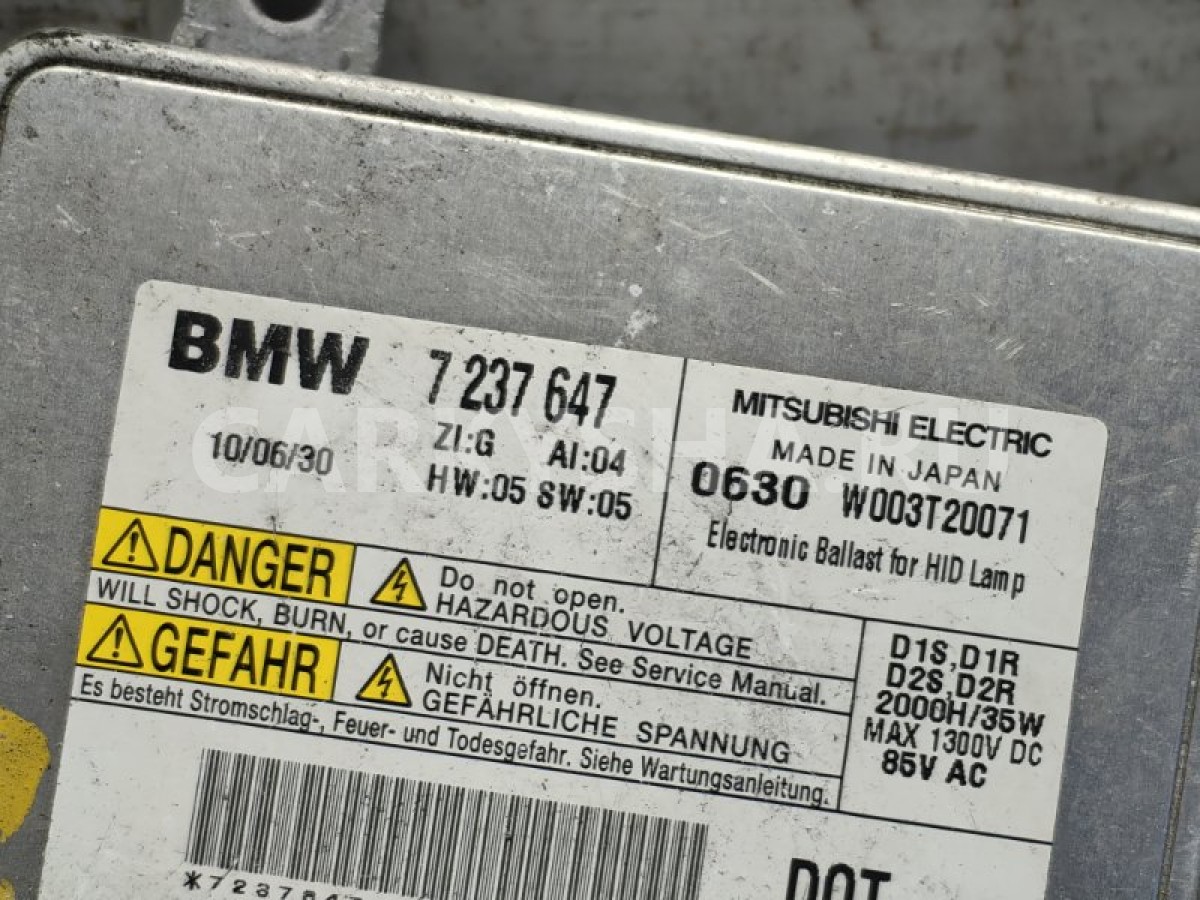 BMW 7 237 647
10/06/30 ZI:G AI:04
HW:05 SW:05
MITSUBISHI ELECTRIC
MADE IN JAPAN
0630 W003T20071
Electronic Ballast for HID Lamp
DANGER Do not open.
HAZARDOUS VOLTAGE
WILL SHOCK, BURN, or cause DEATH. See Service Manual.
GEFAHR Nicht öffnen.
GEFÄHRLICHE SPANNUNG
Es besteht Stromschlag-, Feuer- und Todesgefahr. Siehe Wartungsanleitung.
D1S, D1R
D2S, D2R
2000H/35W
MAX 1300V DC
85V AC
DOT